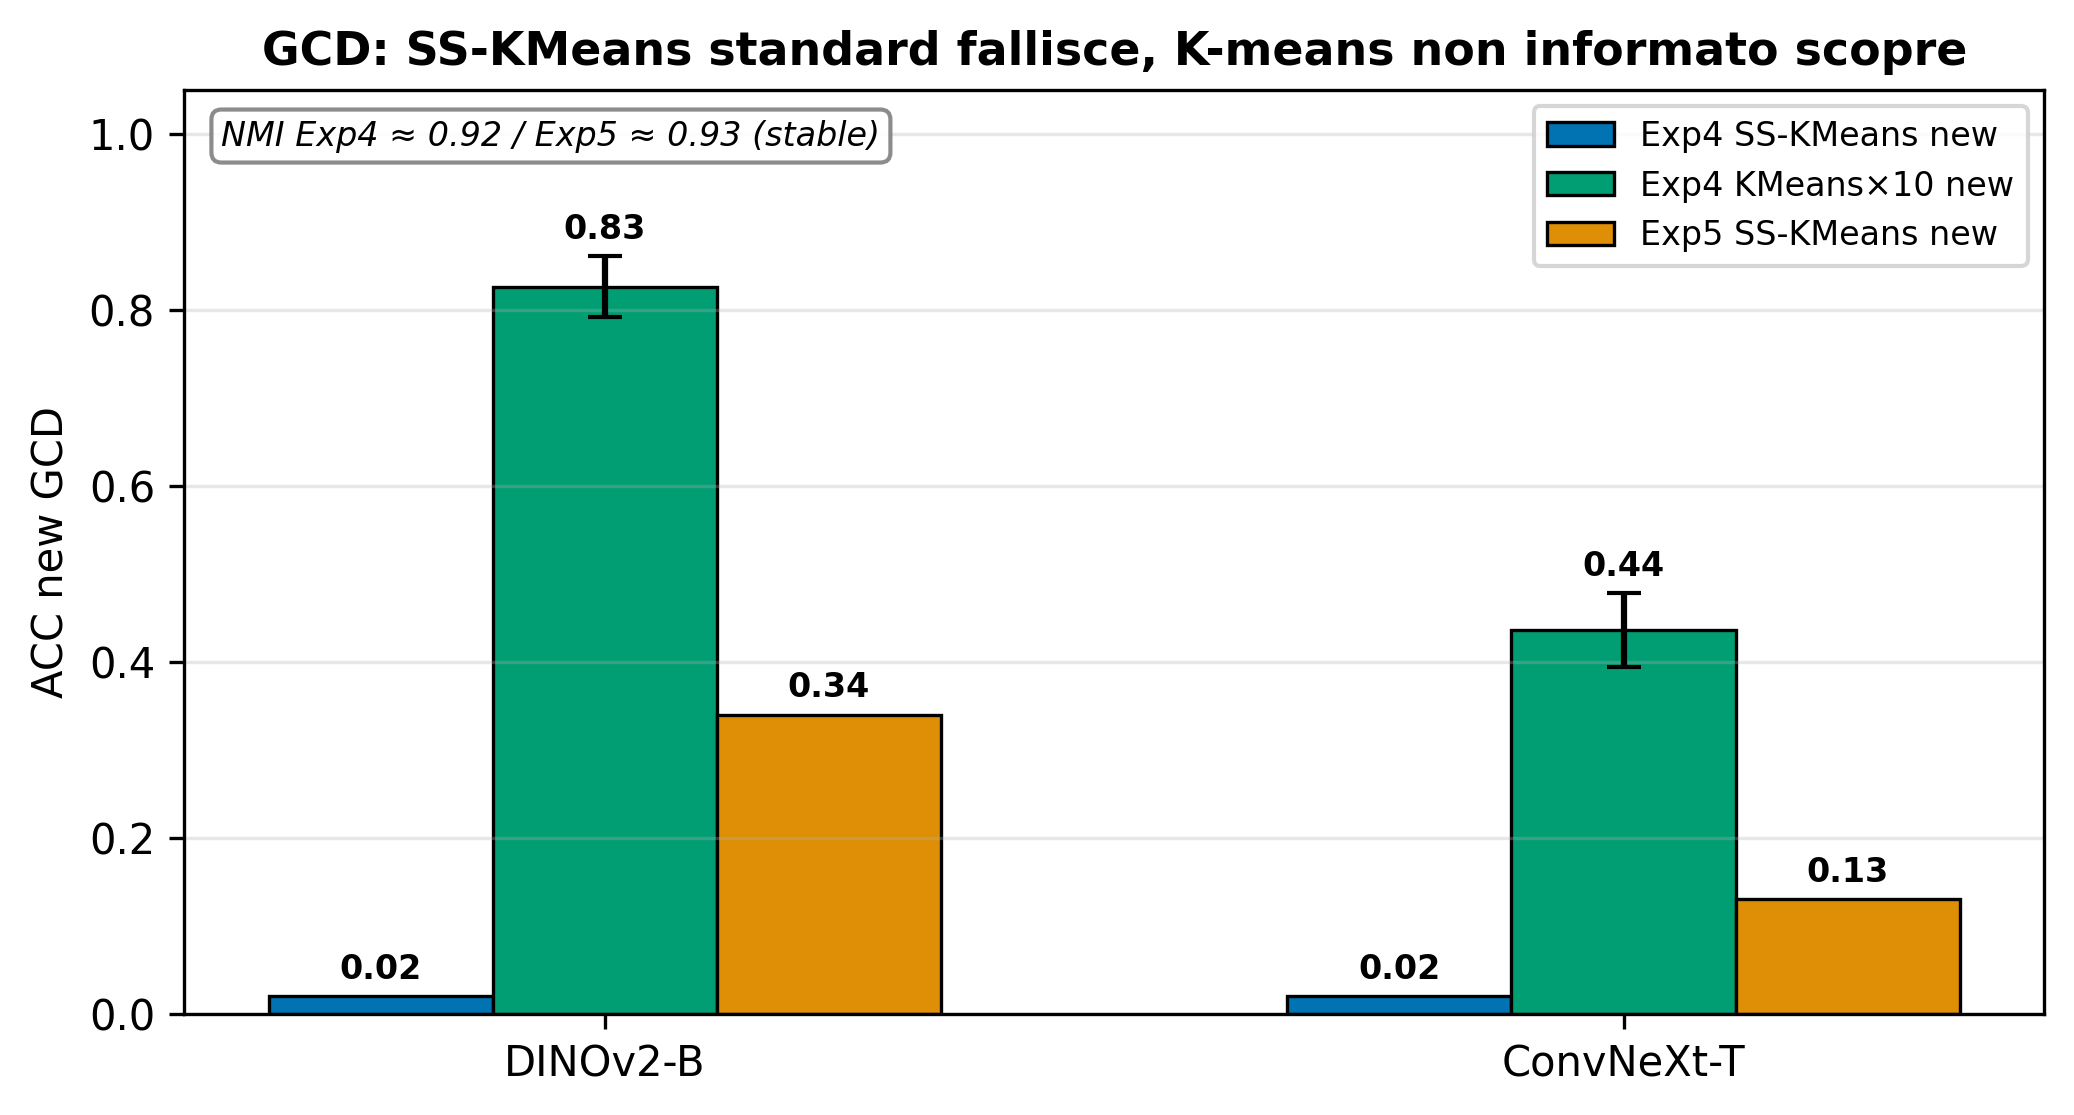 GCD: SS-KMeans standard fallisce, K-means non informato scopre
NMI Exp4 ≈ 0.92 / Exp5 ≈ 0.93 (stable)
Exp4 SS-KMeans new
Exp4 KMeans×10 new
Exp5 SS-KMeans new
ACC new GCD
1.0
0.8
0.6
0.4
0.2
0.0
0.02
0.83
0.34
0.02
0.44
0.13
DINOv2-B
ConvNeXt-T